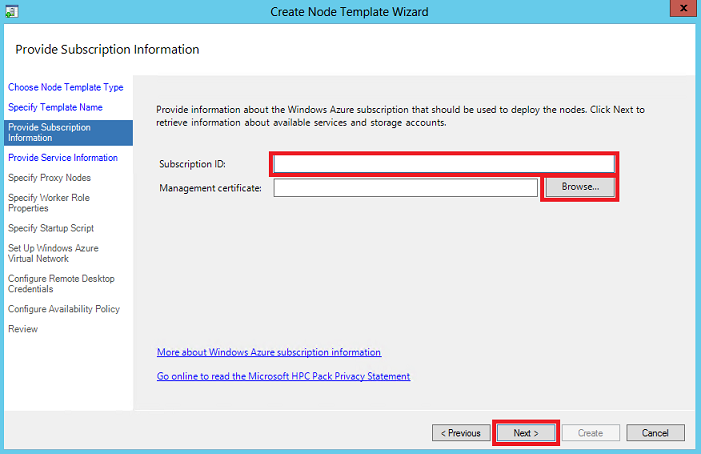 Create Node Template Wizard
x
Provide Subscription Information
Choose Node Template Type
Specify Template Name
Provide Subscription
Information
Provide Service Information
Specify Proxy Nodes
Specify Worker Role
Properties
Specify Startup Script
Set Up Windows Azure
Virtual Network
Configure Remote Desktop
Credentials
Configure Availability Policy
Review
Provide information about the Windows Azure subscription that should be used to deploy the nodes. Click Next to
retrieve information about available services and storage accounts.
Subscription ID:
Management certificate:
Browse...
More about Windows Azure subscription information
Go online to read the Microsoft HPC Pack Privacy Statement
< Previous
Next >
Create
Cancel